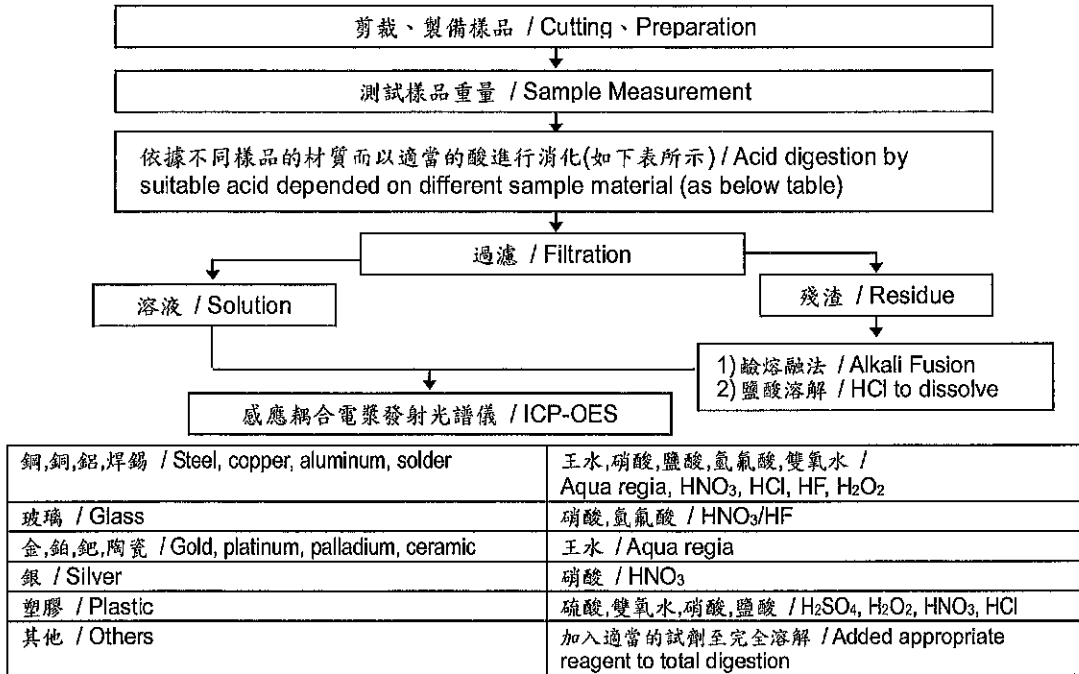 剪裁、製備樣品 / Cutting、Preparation
測試樣品重量 / Sample Measurement
依據不同樣品的材質而以適當的酸進行消化(如下表所示) / Acid digestion by
suitable acid depended on different sample material (as below table)
過濾 / Filtration
溶液 / Solution
殘渣 / Residue
1)鹼熔融法 / Alkali Fusion
2)鹽酸溶解 / HCl to dissolve
感應耦合電漿發射光譜儀 / ICP-OES
鋼,銅,鋁,焊錫 / Steel, copper, aluminum, solder
王水,硝酸,鹽酸,氫氟酸,雙氧水 /
Aqua regia, HNO₃, HCl, HF, H₂O₂
玻璃 / Glass
硝酸,氫氟酸 / HNO₃/HF
金,鉑,鈀,陶瓷 / Gold, platinum, palladium, ceramic
王水 / Aqua regia
銀 / Silver
硝酸 / HNO₃
塑膠 / Plastic
硫酸,雙氧水,硝酸,鹽酸 / H₂SO₄, H₂O₂, HNO₃, HCl
其他 / Others
加入適當的試劑至完全溶解 / Added appropriate
reagent to total digestion